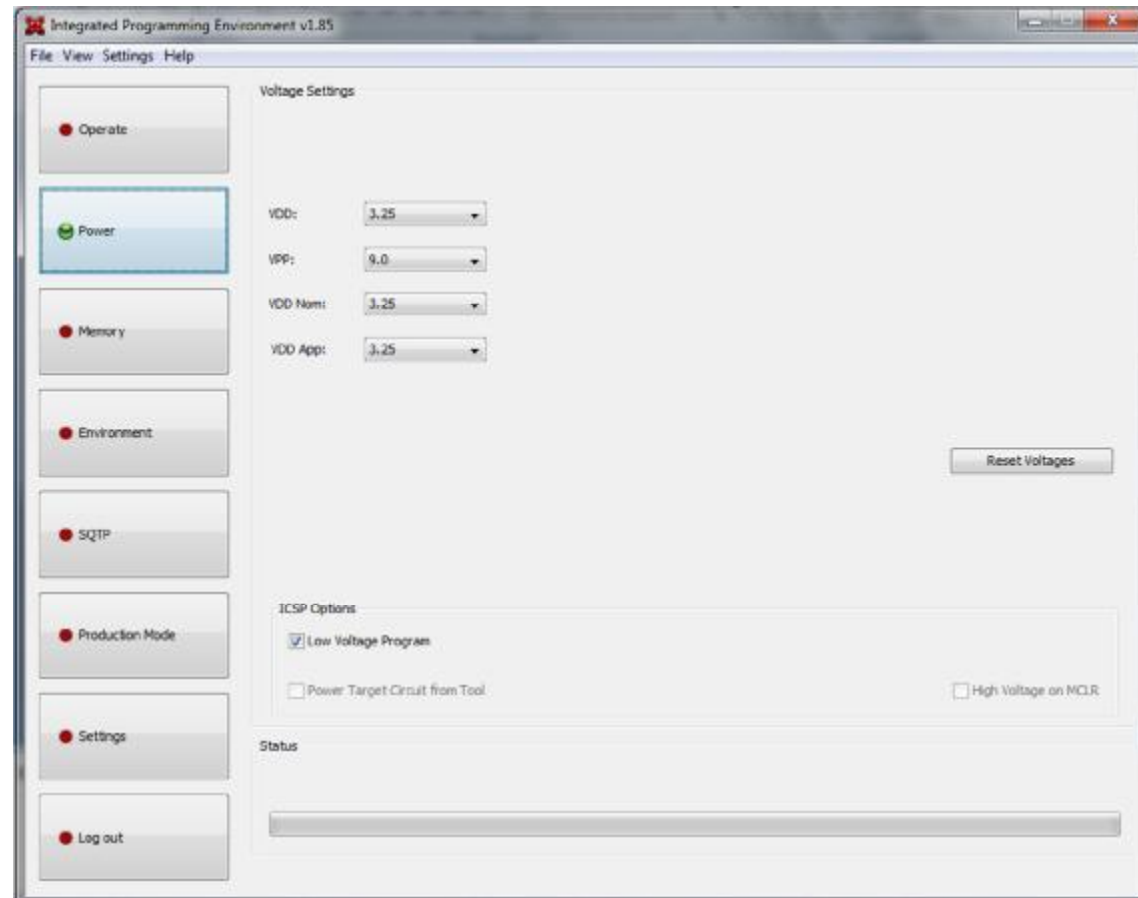 Integrated Programming Environment v1.85
File View Settings Help
Operate
Power
Memory
Environment
SQTP
Production Mode
Settings
Log out
Voltage Settings
VDD: 3.25
VPP: 9.0
VDD Nom: 3.25
VDD App: 3.25
Reset Voltages
ICSP Options
Low Voltage Program
Power Target Circuit from Tool
High Voltage on MCLR
Status